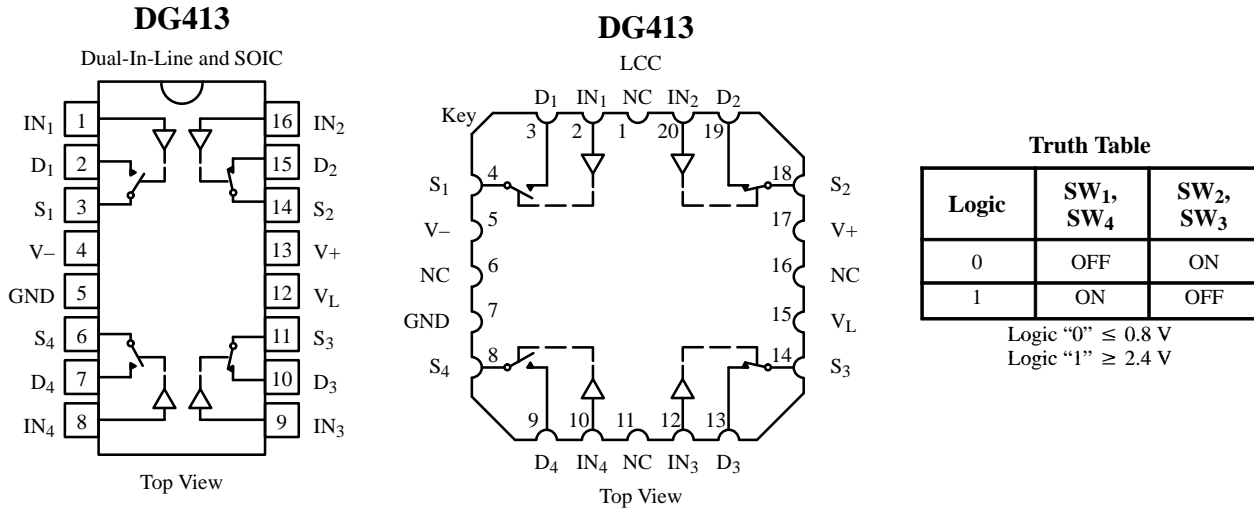 DG413
Dual-In-Line and SOIC
IN1 1 16 IN2
D1 2 15 D2
S1 3 14 S2
V– 4 13 V+
GND 5 12 VL
S4 6 11 S3
D4 7 10 D3
IN4 8 9 IN3
Top View
DG413
LCC
D1 IN1 NC IN2 D2
Key
3 2 1 20 19
S1 4 18 S2
V– 5 17 V+
NC 6 16 NC
GND 7 15 VL
S4 8 14 S3
9 10 11 12 13
D4 IN4 NC IN3 D3
Top View
Truth Table
Logic SW1, SW4 SW2, SW3
0 OFF ON
1 ON OFF
Logic “0” ≤ 0.8 V
Logic “1” ≥ 2.4 V